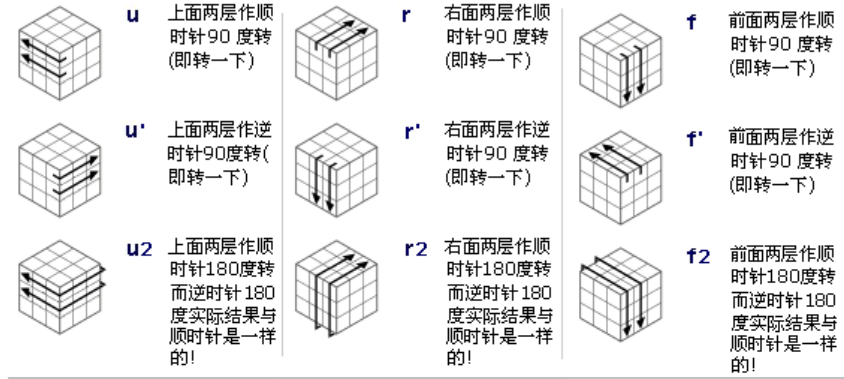 u
上面两层作顺
时针90 度转
(即转一下)
r
右面两层作顺
时针90 度转
(即转一下)
f
前面两层作顺
时针90 度转
(即转一下)
u'
上面两层作逆
时针90度转(
即转一下)
r'
右面两层作逆
时针90 度转
(即转一下)
f'
前面两层作逆
时针90 度转
(即转一下)
u2
上面两层作顺
时针180度转
而逆时针180
度实际结果与
顺时针是一样
的!
r2
右面两层作顺
时针180度转
而逆时针180
度实际结果与
顺时针是一样
的!
f2
前面两层作顺
时针180度转
而逆时针180
度实际结果与
顺时针是一样
的!